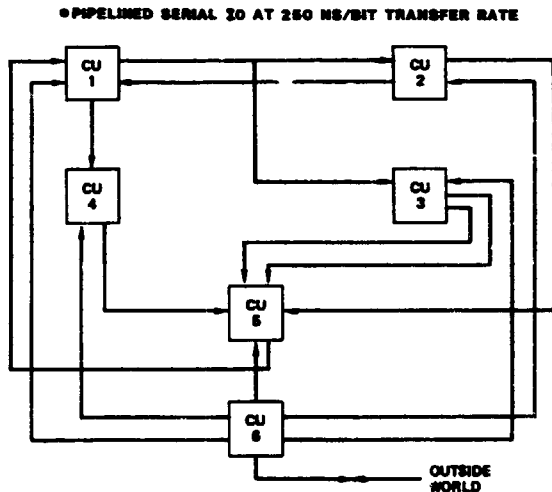 ● PIPELINED SERIAL IO AT 250 NS/BIT TRANSFER RATE
CU
1
CU
2
CU
4
CU
3
CU
5
CU
6
OUTSIDE
WORLD